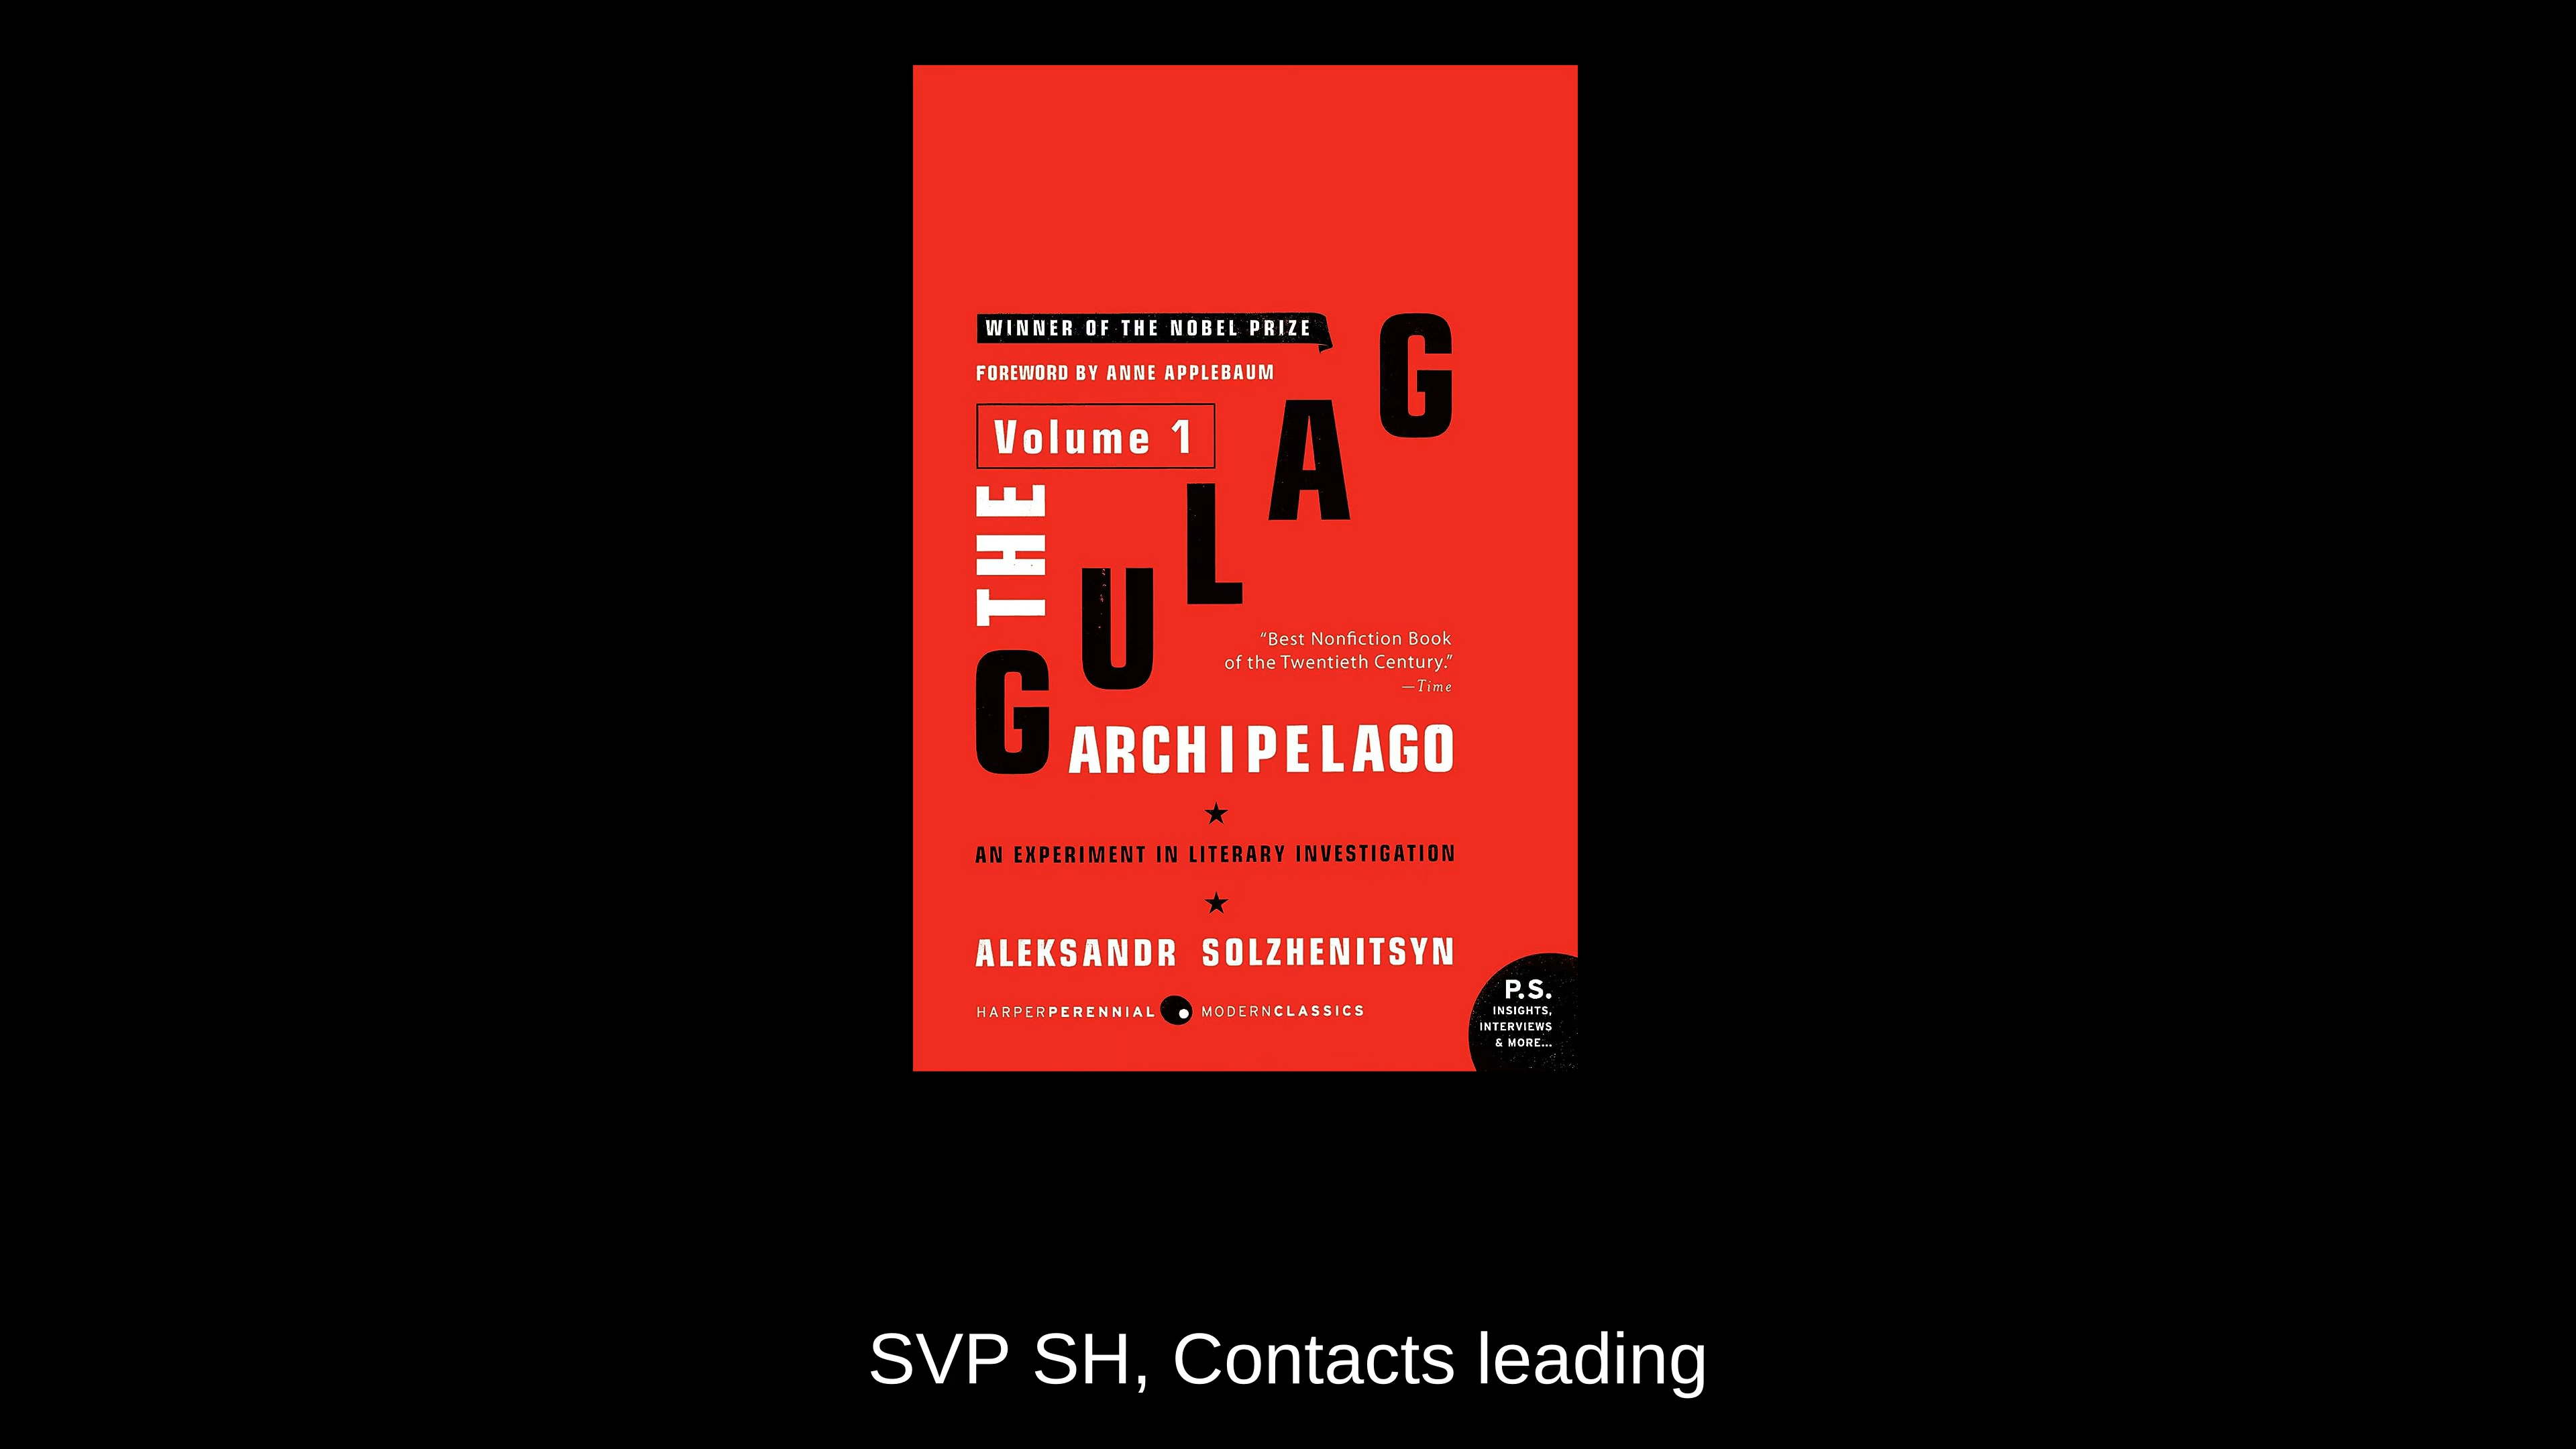 WINNER OF THE NOBEL PRIZE
FOREWORD BY ANNE APPLEBAUM
Volume 1
THE
GULAG
ARCHIPELAGO
“Best Nonfiction Book
of the Twentieth Century.”
—Time
AN EXPERIMENT IN LITERARY INVESTIGATION
ALEKSANDR SOLZHENITSYN
HARPERPERENNIAL MODERNCLASSICS
P.S.
INSIGHTS,
INTERVIEWS
& MORE...
SVP SH, Contacts leading